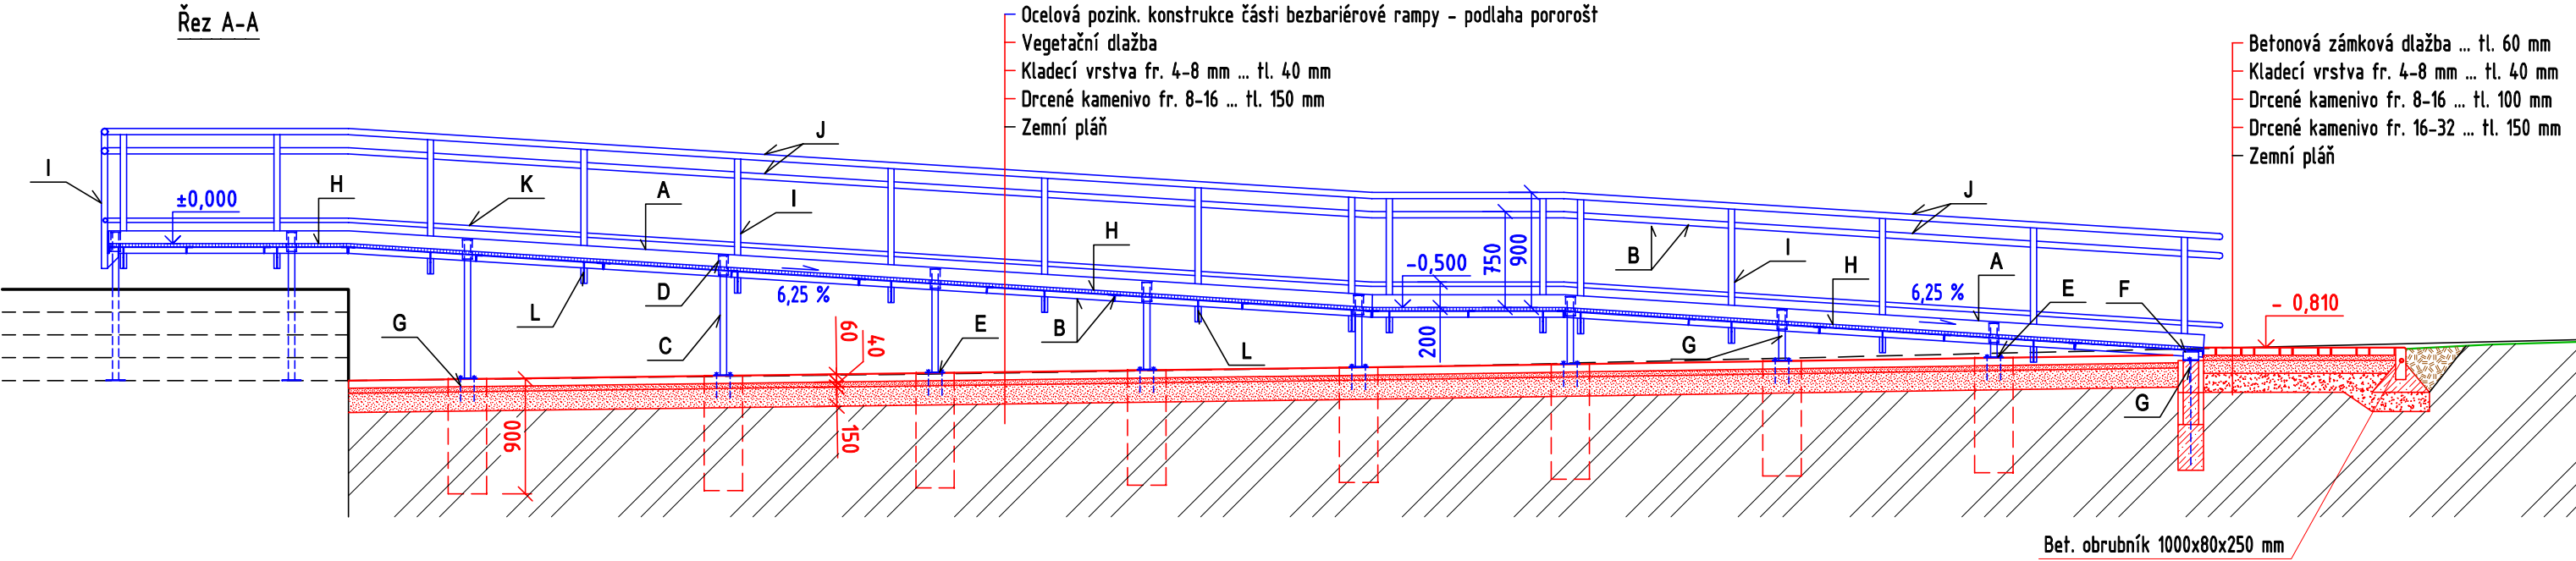 Řez A-A
Ocelová pozink. konstrukce části bezbariérové rampy - podlaha pororošt
Vegetační dlažba
Kladecí vrstva fr. 4-8 mm ... tl. 40 mm
Drcené kamenivo fr. 8-16 ... tl. 150 mm
Zemní pláň
Betonová zámková dlažba ... tl. 60 mm
Kladecí vrstva fr. 4-8 mm ... tl. 40 mm
Drcené kamenivo fr. 8-16 ... tl. 100 mm
Drcené kamenivo fr. 16-32 ... tl. 150 mm
Zemní pláň
I
±0,000
H
K
A
J
I
H
-0,500
750
900
B
I
J
H
A
D
6,25 %
L
G
C
60
40
E
B
L
200
G
6,25 %
E
F
- 0,810
G
900
150
Bet. obrubník 1000x80x250 mm